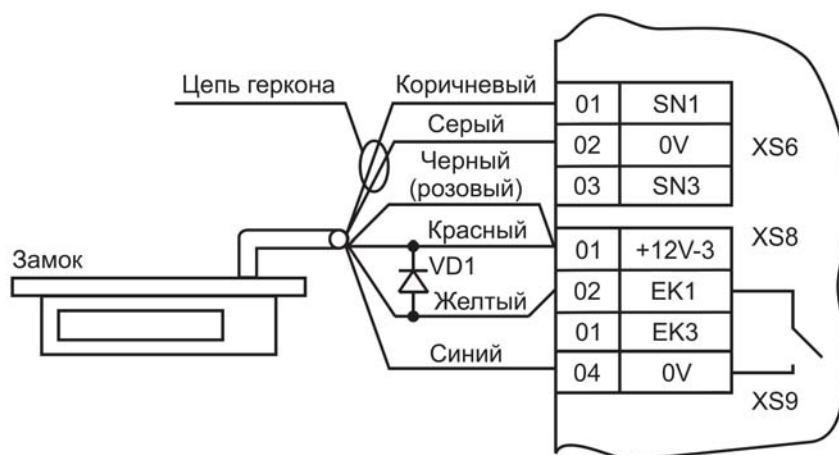 Цепь геркона
Коричневый
Серый
Черный
(розовый)
Красный
VD1
Желтый
Синий
Замок
01 SN1
02 0V
03 SN3
XS6
01 +12V-3
02 EK1
01 EK3
04 0V
XS8
XS9